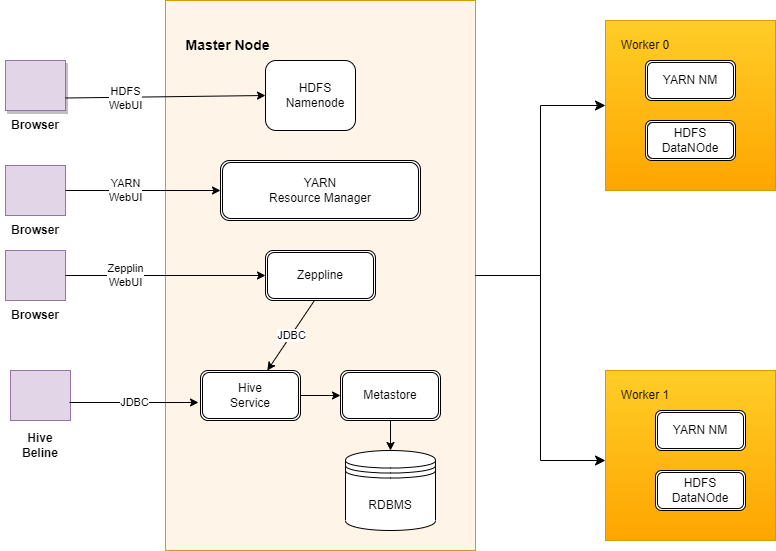 Master Node
HDFS
WebUI
Browser
HDFS
Namenode
YARN
WebUI
Browser
YARN
Resource Manager
Zepplin
WebUI
Browser
Zeppline
JDBC
JDBC
Hive
Beline
Hive
Service
Metastore
RDBMS
Worker 0
YARN NM
HDFS
DataNOde
Worker 1
YARN NM
HDFS
DataNOde